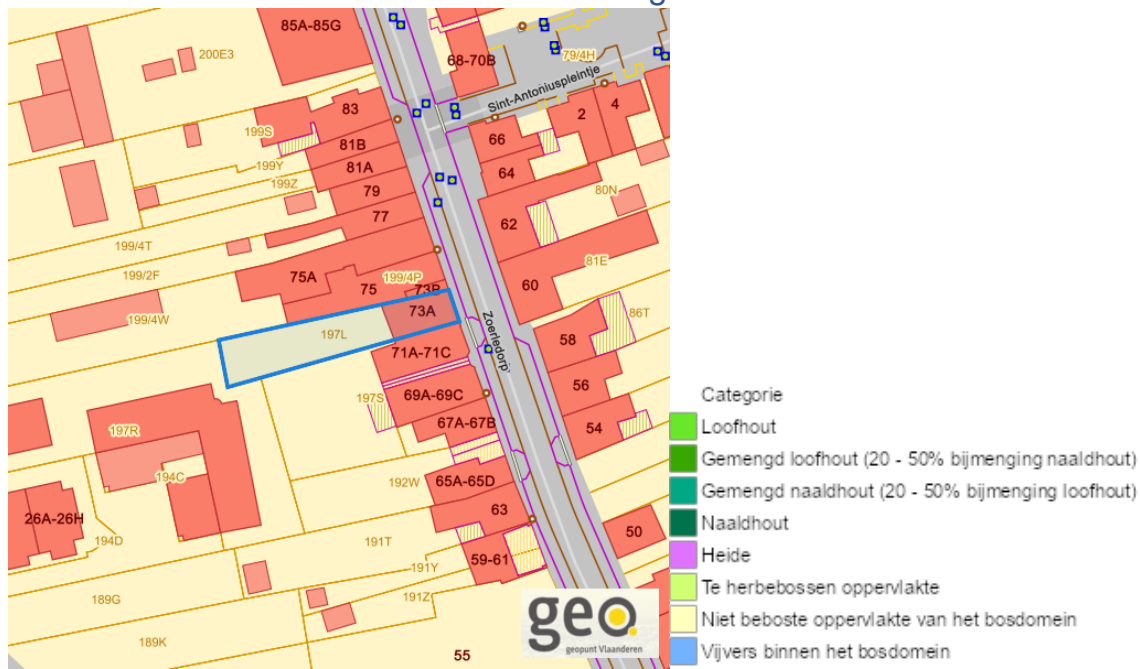 85A-85G
200E3
68-70B
79/4H
Sint-Antoniuspleintje
83
2
4
199S
81B
66
199Y
81A
64
199Z
79
80N
77
62
199/4T
81E
199/2F
75A
199/4P
75
73B
60
73A
86T
199/4W
197L
Zoerledorp
58
71A-71C
56
69A-69C
197S
67A-67B
54
197R
194C
192W
65A-65D
26A-26H
63
50
194D
191T
59-61
191Y
189G
191Z
189K
55
geo
geopunt Vlaanderen
Categorie
Loofhout
Gemengd loofhout (20 - 50% bijmenging naaldhout)
Gemengd naaldhout (20 - 50% bijmenging loofhout)
Naaldhout
Heide
Te herbebossen oppervlakte
Niet beboste oppervlakte van het bosdomein
Vijvers binnen het bosdomein